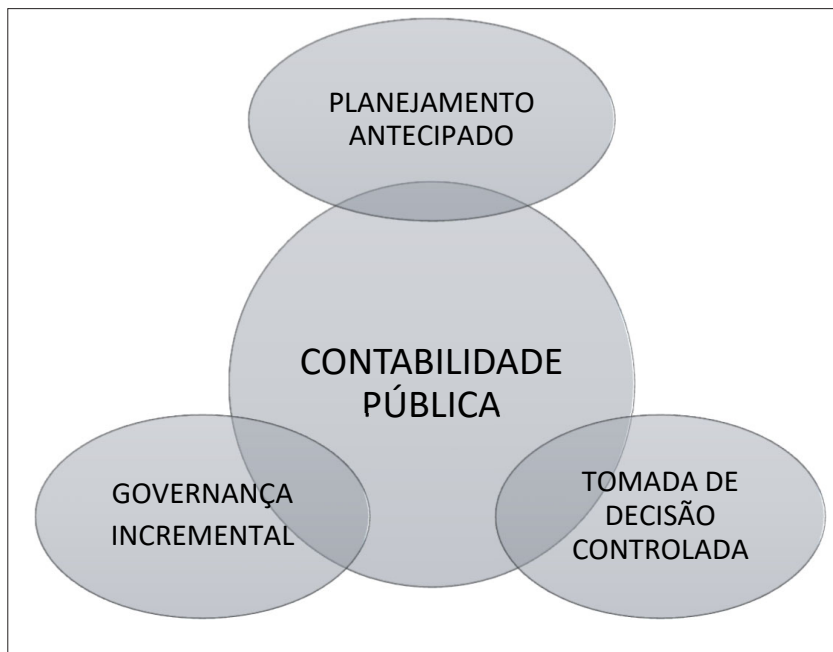 PLANEJAMENTO
ANTECIPADO
CONTABILIDADE
PÚBLICA
GOVERNANÇA
INCREMENTAL
TOMADA DE
DECISÃO
CONTROLADA